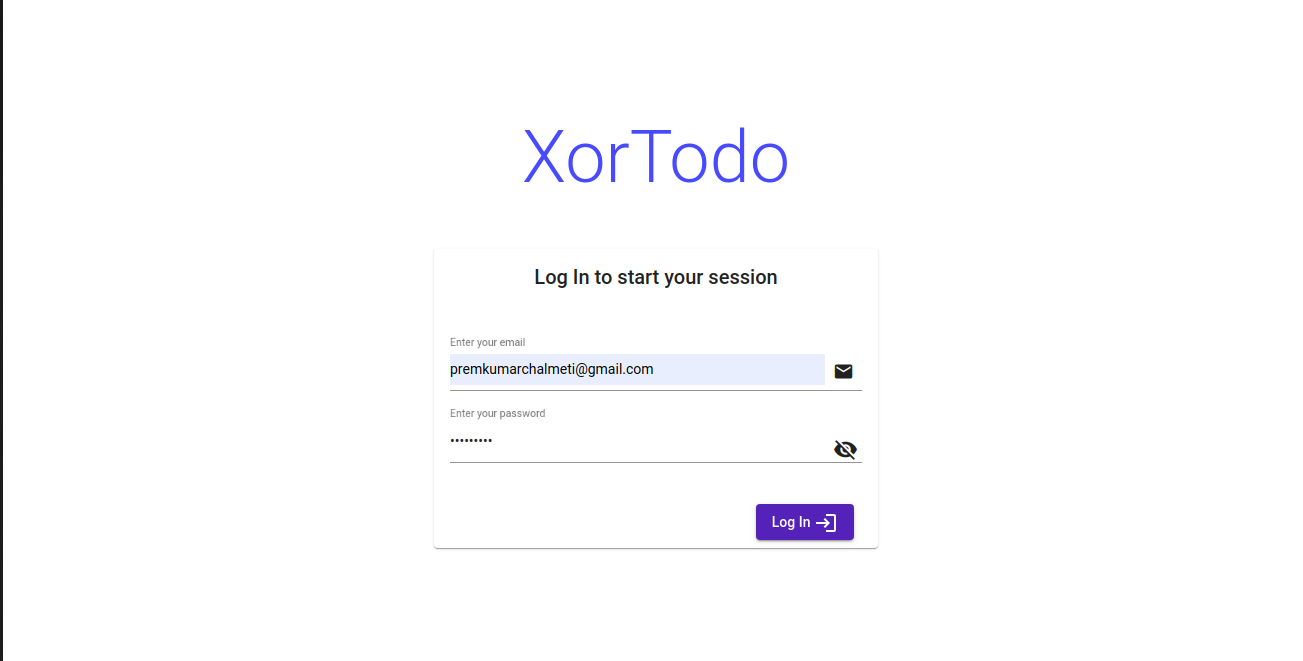 XorTodo
Log In to start your session
Enter your email
premkumarchalmeti@gmail.com
Enter your password
•••••••••
Log In